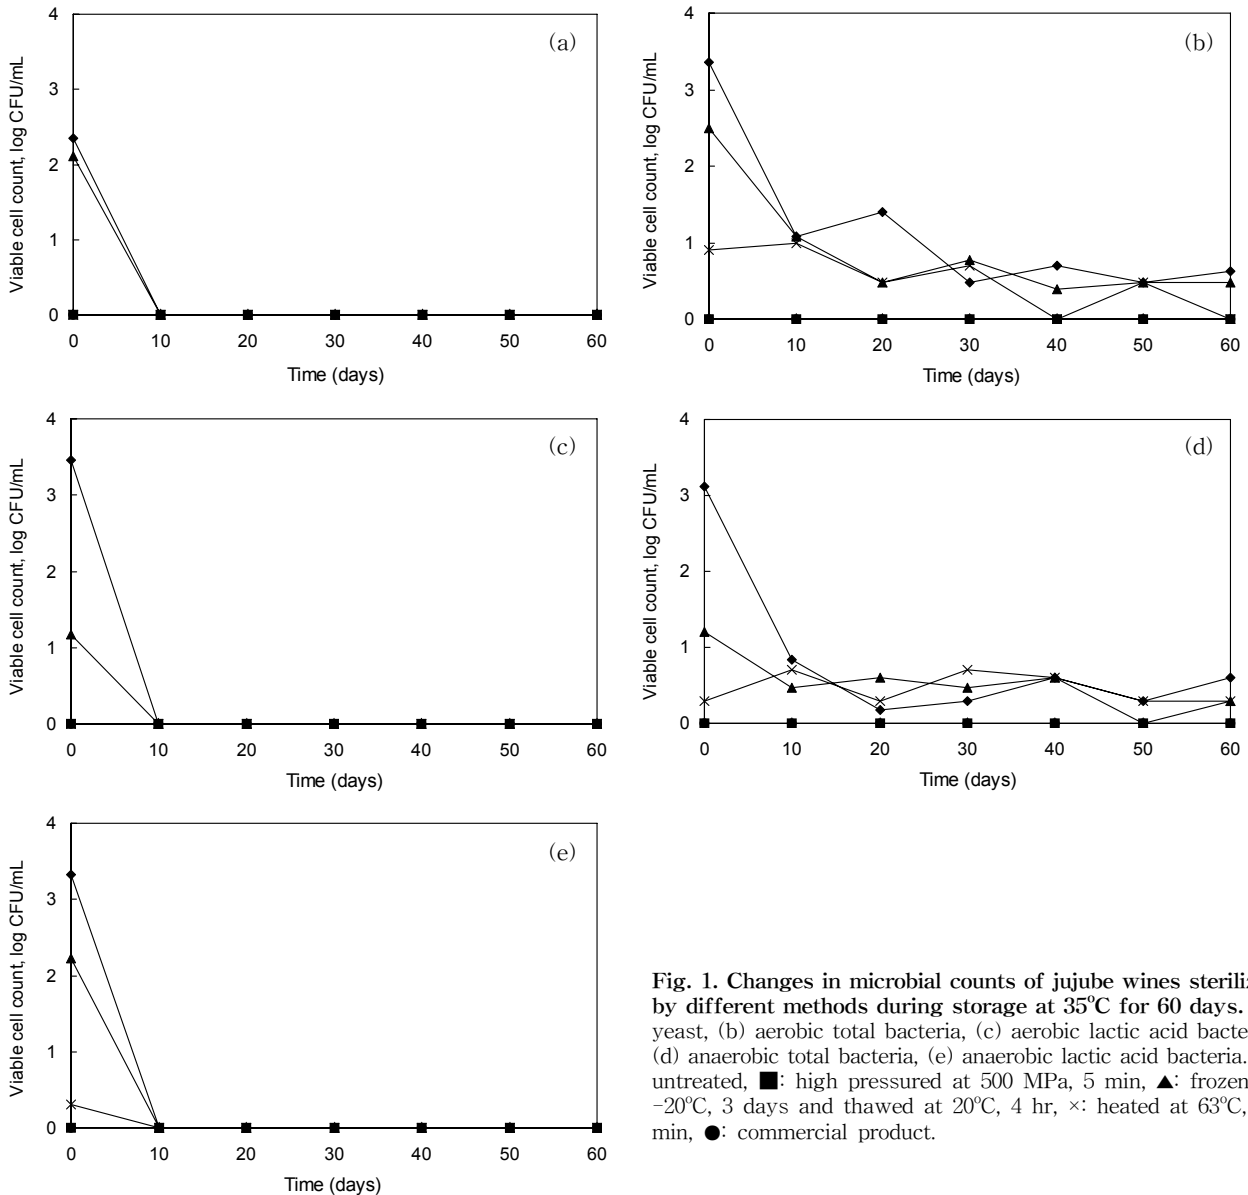 Viable cell count, log CFU/mL
4
3
2
1
0
0 10 20 30 40 50 60
Time (days)
(a)
Viable cell count, log CFU/mL
4
3
2
1
0
0 10 20 30 40 50 60
Time (days)
(b)
Viable cell count, log CFU/mL
4
3
2
1
0
0 10 20 30 40 50 60
Time (days)
(c)
Viable cell count, log CFU/mL
4
3
2
1
0
0 10 20 30 40 50 60
Time (days)
(d)
Viable cell count, log CFU/mL
4
3
2
1
0
0 10 20 30 40 50 60
Time (days)
(e)
Fig. 1. Changes in microbial counts of jujube wines steriliz
by different methods during storage at 35℃ for 60 days.
yeast, (b) aerobic total bacteria, (c) aerobic lactic acid bacte
(d) anaerobic total bacteria, (e) anaerobic lactic acid bacteria.
untreated, ■: high pressured at 500 MPa, 5 min, ▲: frozen
-20℃, 3 days and thawed at 20℃, 4 hr, ×: heated at 63℃,
min, ●: commercial product.